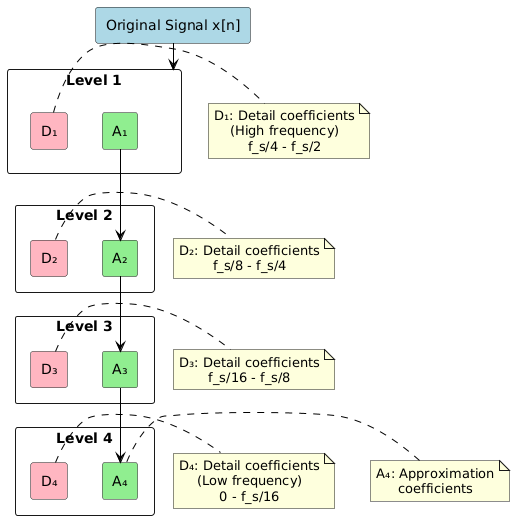 Original Signal x[n]
Level 1
D₁
A₁
D₁: Detail coefficients
(High frequency)
f_s/4 - f_s/2
Level 2
D₂
A₂
D₂: Detail coefficients
f_s/8 - f_s/4
Level 3
D₃
A₃
D₃: Detail coefficients
f_s/16 - f_s/8
Level 4
D₄
A₄
D₄: Detail coefficients
(Low frequency)
0 - f_s/16
A₄: Approximation
coefficients